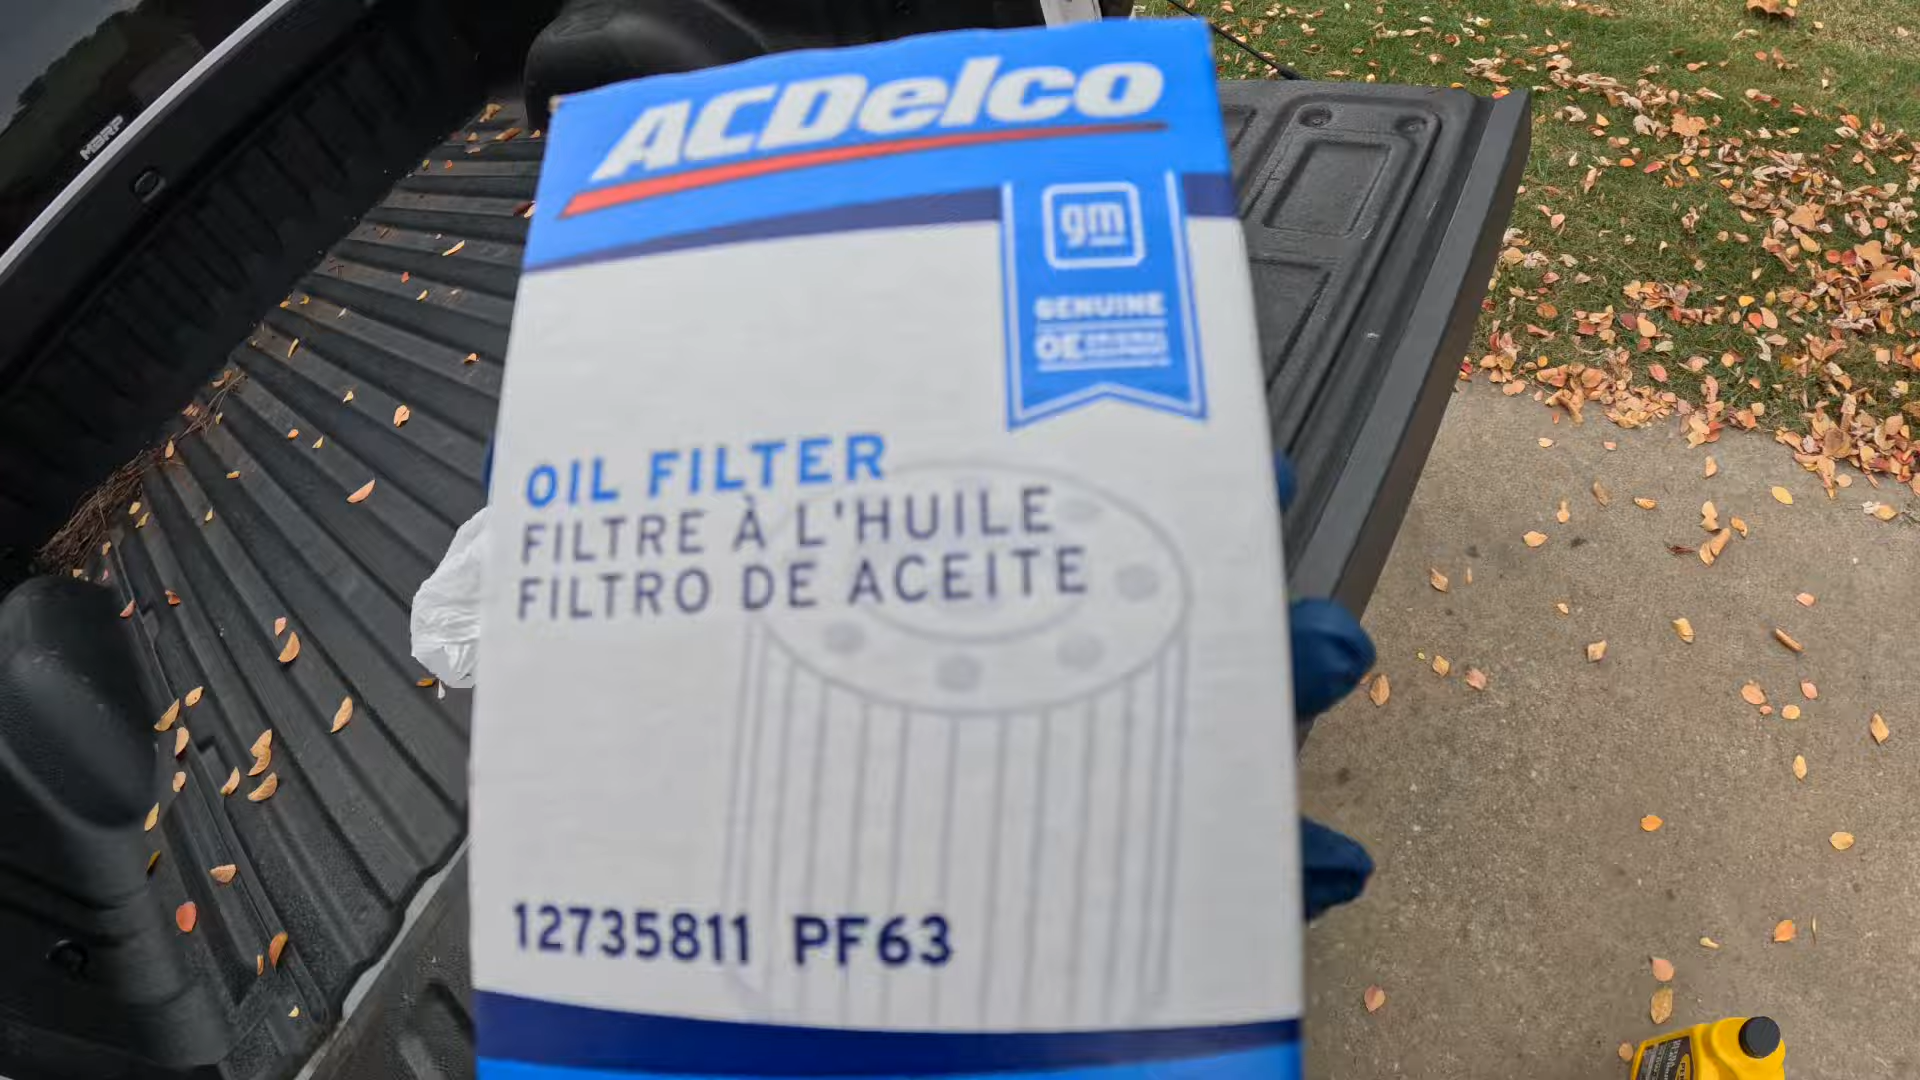 MBRP
ACDelco
gm
GENUINE
OE
OIL FILTER
FILTRE À L'HUILE
FILTRO DE ACEITE
12735811 PF63